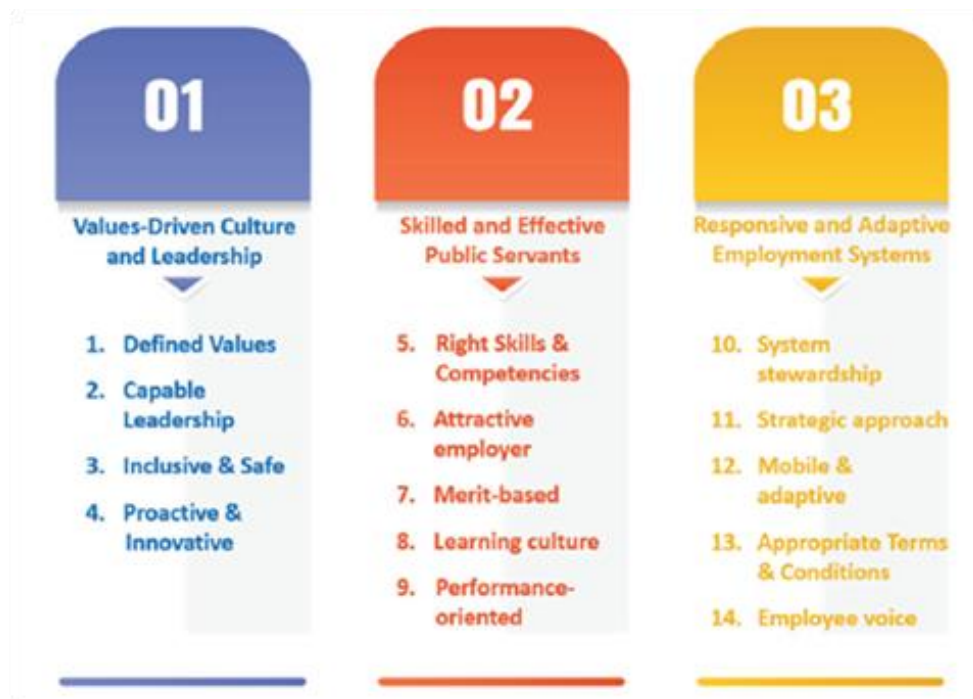 01
Values-Driven Culture
and Leadership
1. Defined Values
2. Capable
Leadership
3. Inclusive & Safe
4. Proactive &
Innovative
02
Skilled and Effective
Public Servants
5. Right Skills &
Competencies
6. Attractive
employer
7. Merit-based
8. Learning culture
9. Performance-
oriented
03
Responsive and Adaptive
Employment Systems
10. System
stewardship
11. Strategic approach
12. Mobile &
adaptive
13. Appropriate Terms
& Conditions
14. Employee voice